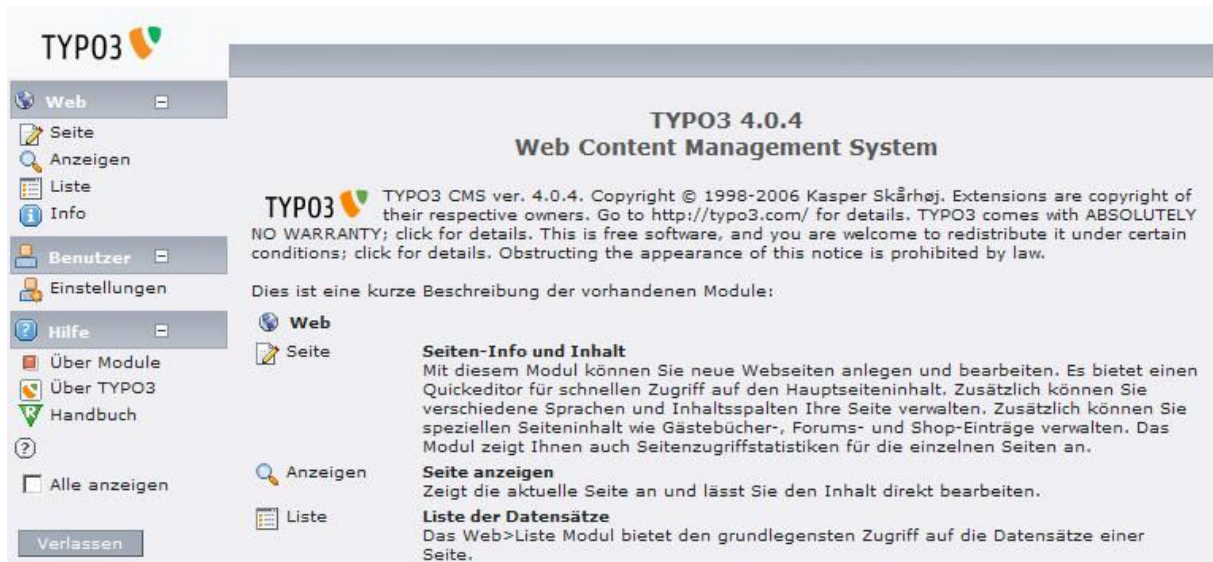 TYPO3
Web
Seite
Anzeigen
Liste
Info
Benutzer
Einstellungen
Hilfe
Über Module
Über TYPO3
Handbuch
Alle anzeigen
Verlassen
TYPO3 4.0.4
Web Content Management System
TYPO3
TYPO3 CMS ver. 4.0.4. Copyright © 1998-2006 Kasper Skårhøj. Extensions are copyright of
their respective owners. Go to http://typo3.com/ for details. TYPO3 comes with ABSOLUTELY
NO WARRANTY; click for details. This is free software, and you are welcome to redistribute it under certain
conditions; click for details. Obstructing the appearance of this notice is prohibited by law.
Dies ist eine kurze Beschreibung der vorhandenen Module:
Web
Seite
Seiten-Info und Inhalt
Mit diesem Modul können Sie neue Webseiten anlegen und bearbeiten. Es bietet einen
Quickeditor für schnellen Zugriff auf den Hauptseiteninhalt. Zusätzlich können Sie
verschiedene Sprachen und Inhaltsspalten Ihre Seite verwalten. Zusätzlich können Sie
speziellen Seiteninhalt wie Gästebücher-, Forums- und Shop-Einträge verwalten. Das
Modul zeigt Ihnen auch Seitenzugriffstatistiken für die einzelnen Seiten an.
Anzeigen
Seite anzeigen
Zeigt die aktuelle Seite an und lässt Sie den Inhalt direkt bearbeiten.
Liste
Liste der Datensätze
Das Web>Liste Modul bietet den grundlegensten Zugriff auf die Datensätze einer
Seite.